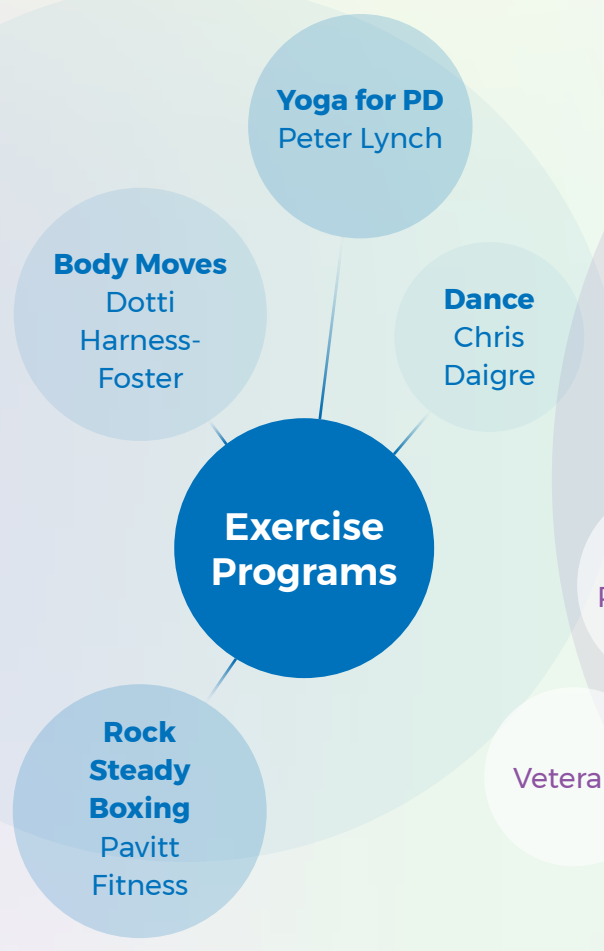 Yoga for PD
Peter Lynch
Body Moves
Dotti
Harness-
Foster
Dance
Chris
Daigre
Exercise
Programs
Rock
Steady
Boxing
Pavitt
Fitness